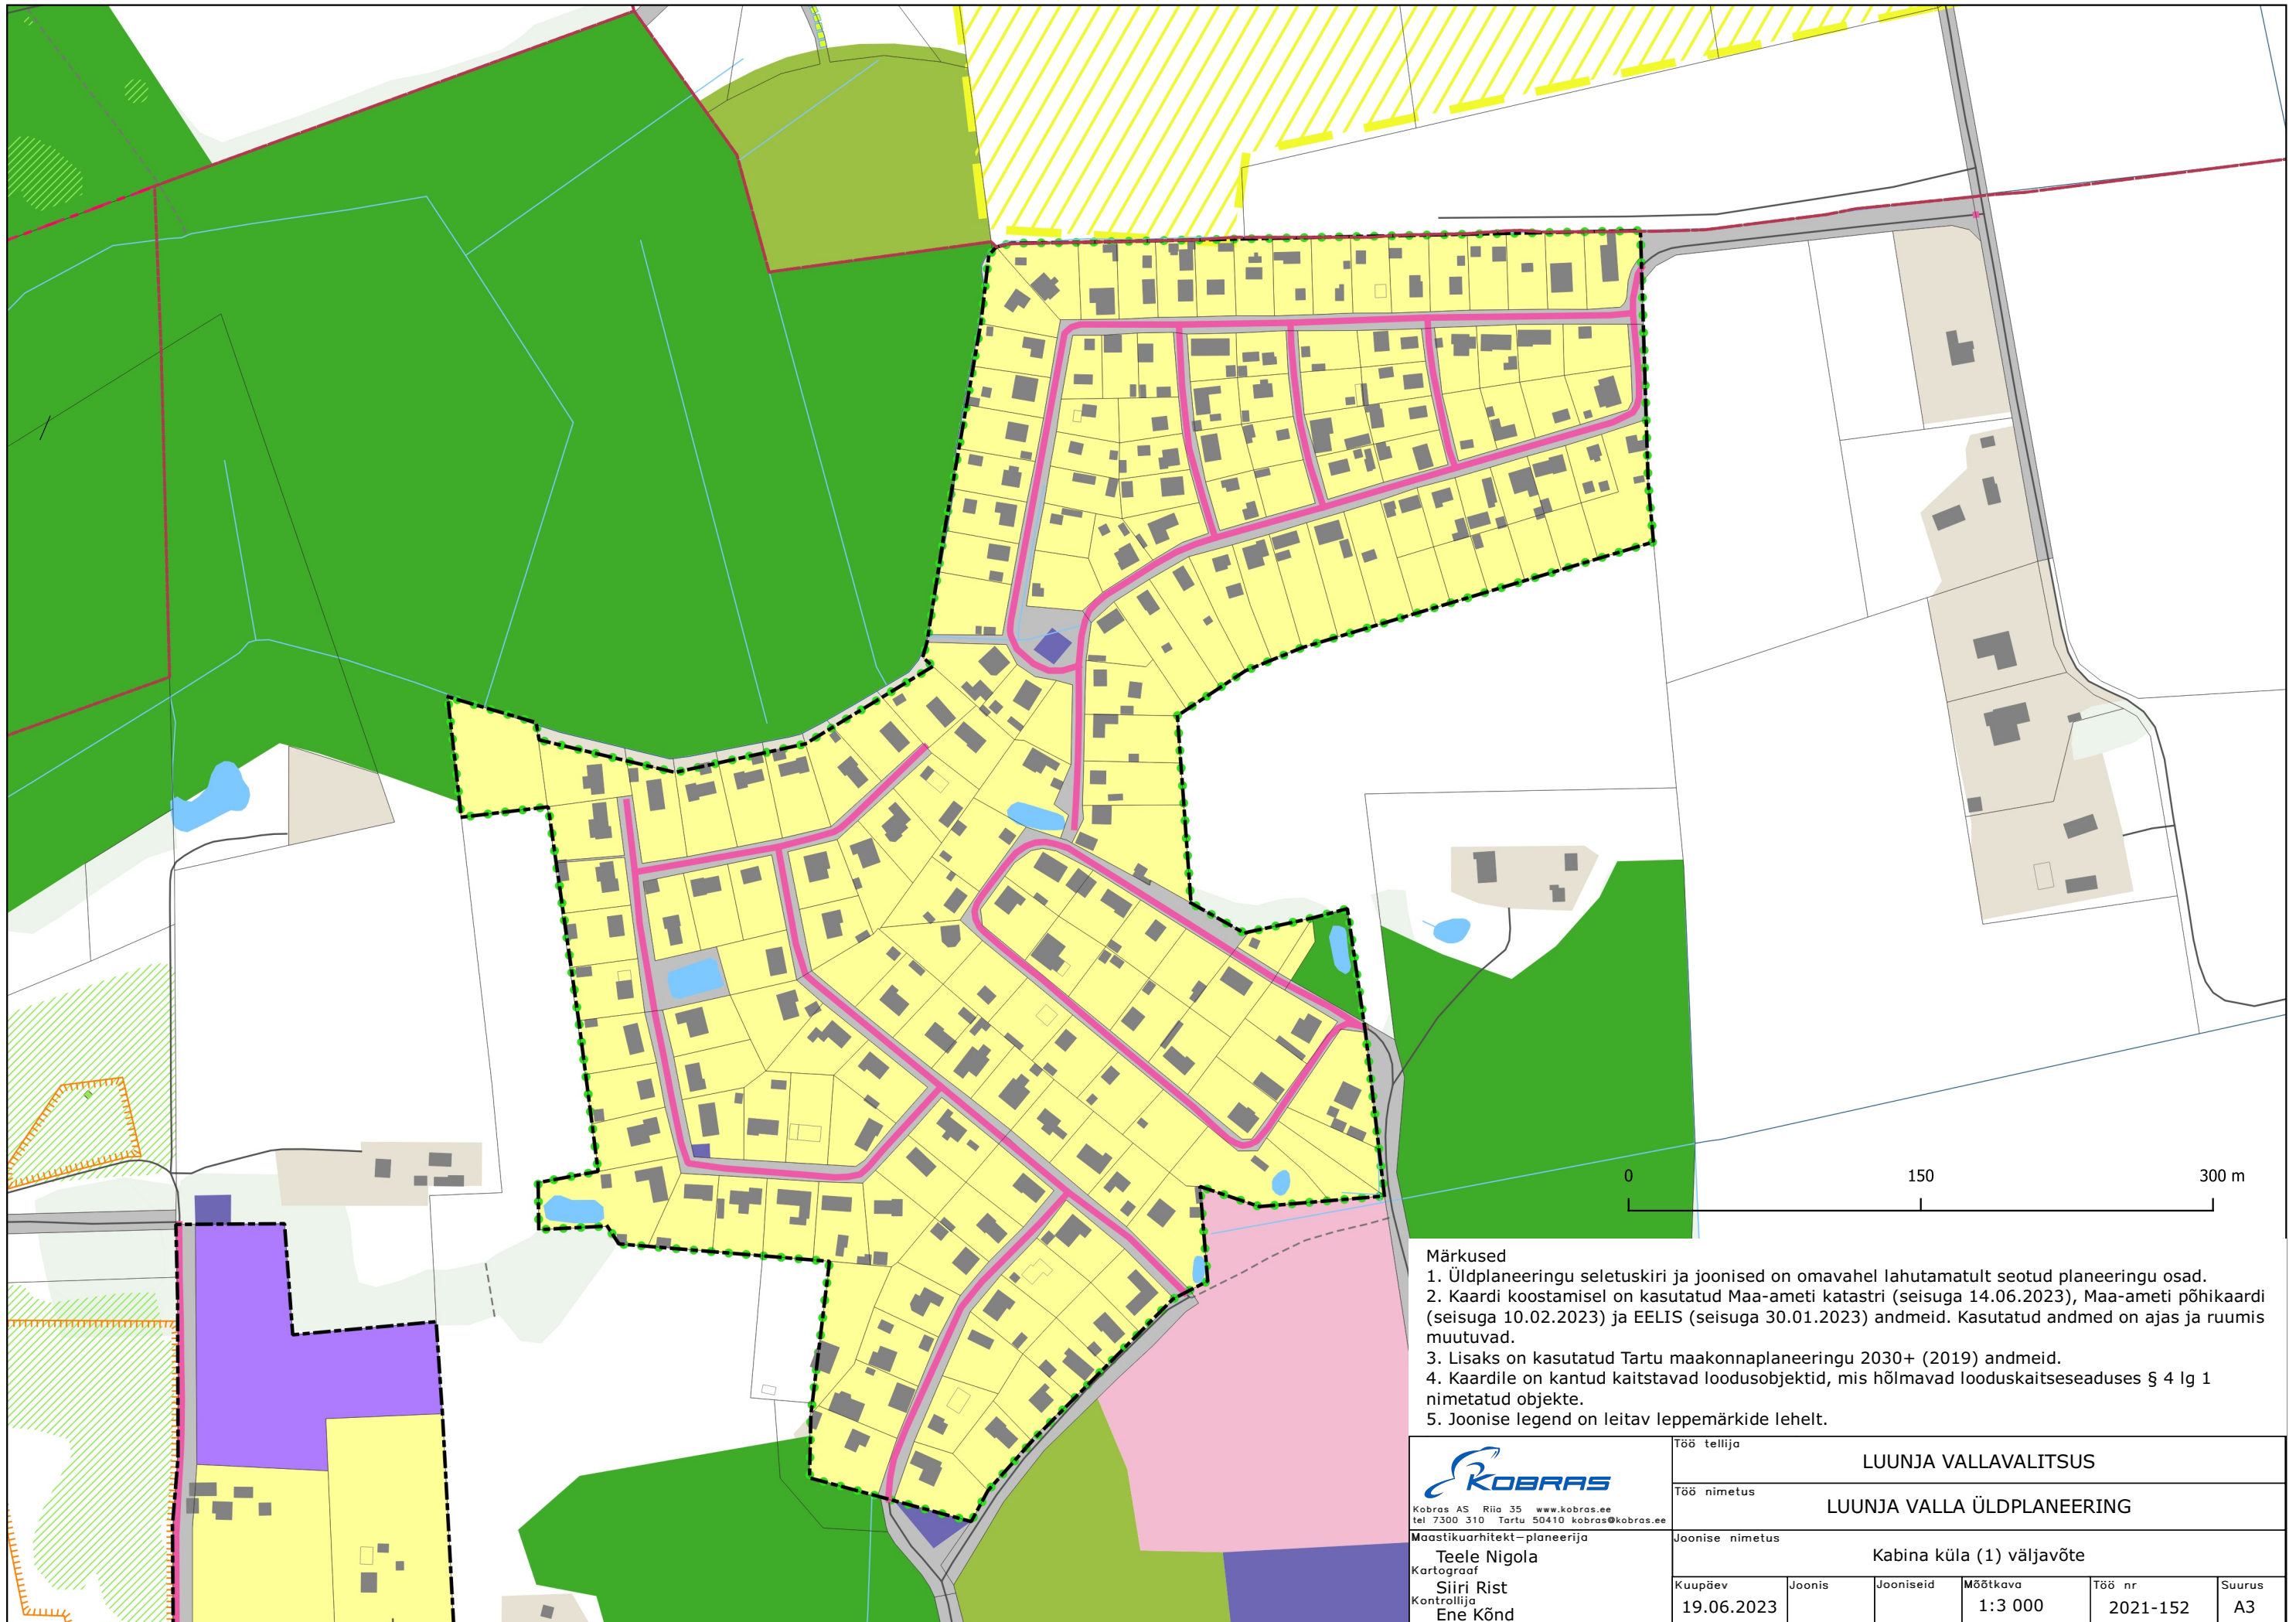 0 150 300 m
Märkused
1. Üldplaneeringu seletuskiri ja joonised on omavahel lahutamatult seotud planeeringu osad.
2. Kaardi koostamisel on kasutatud Maa-ameti katastri (seisuga 14.06.2023), Maa-ameti põhikaardi
(seisuga 10.02.2023) ja EELIS (seisuga 30.01.2023) andmeid. Kasutatud andmed on ajas ja ruumis
muutuvad.
3. Lisaks on kasutatud Tartu maakonnaplaneeringu 2030+ (2019) andmeid.
4. Kaardile on kantud kaitstavad loodusobjektid, mis hõlmavad looduskaitseseaduses § 4 lg 1
nimetatud objekte.
5. Joonise legend on leitav leppemärkide lehelt.
KOBRAS
Kobras AS Riia 35 www.kobras.ee
tel 7300 310 Tartu 50410 kobras@kobras.ee
Töö tellija
LUUNJA VALLAVALITSUS
Töö nimetus
LUUNJA VALLA ÜLDPLANEERING
Maastikuarhitekt-planeerija
Teele Nigola
Kartograaf
Siiri Rist
Kontrollija
Ene Kõnd
Joonise nimetus
Kabina küla (1) väljavõte
Kuupäev Joonis Jooniseid Mõõtkava Töö nr Suurus
19.06.2023 1:3 000 2021-152 A3